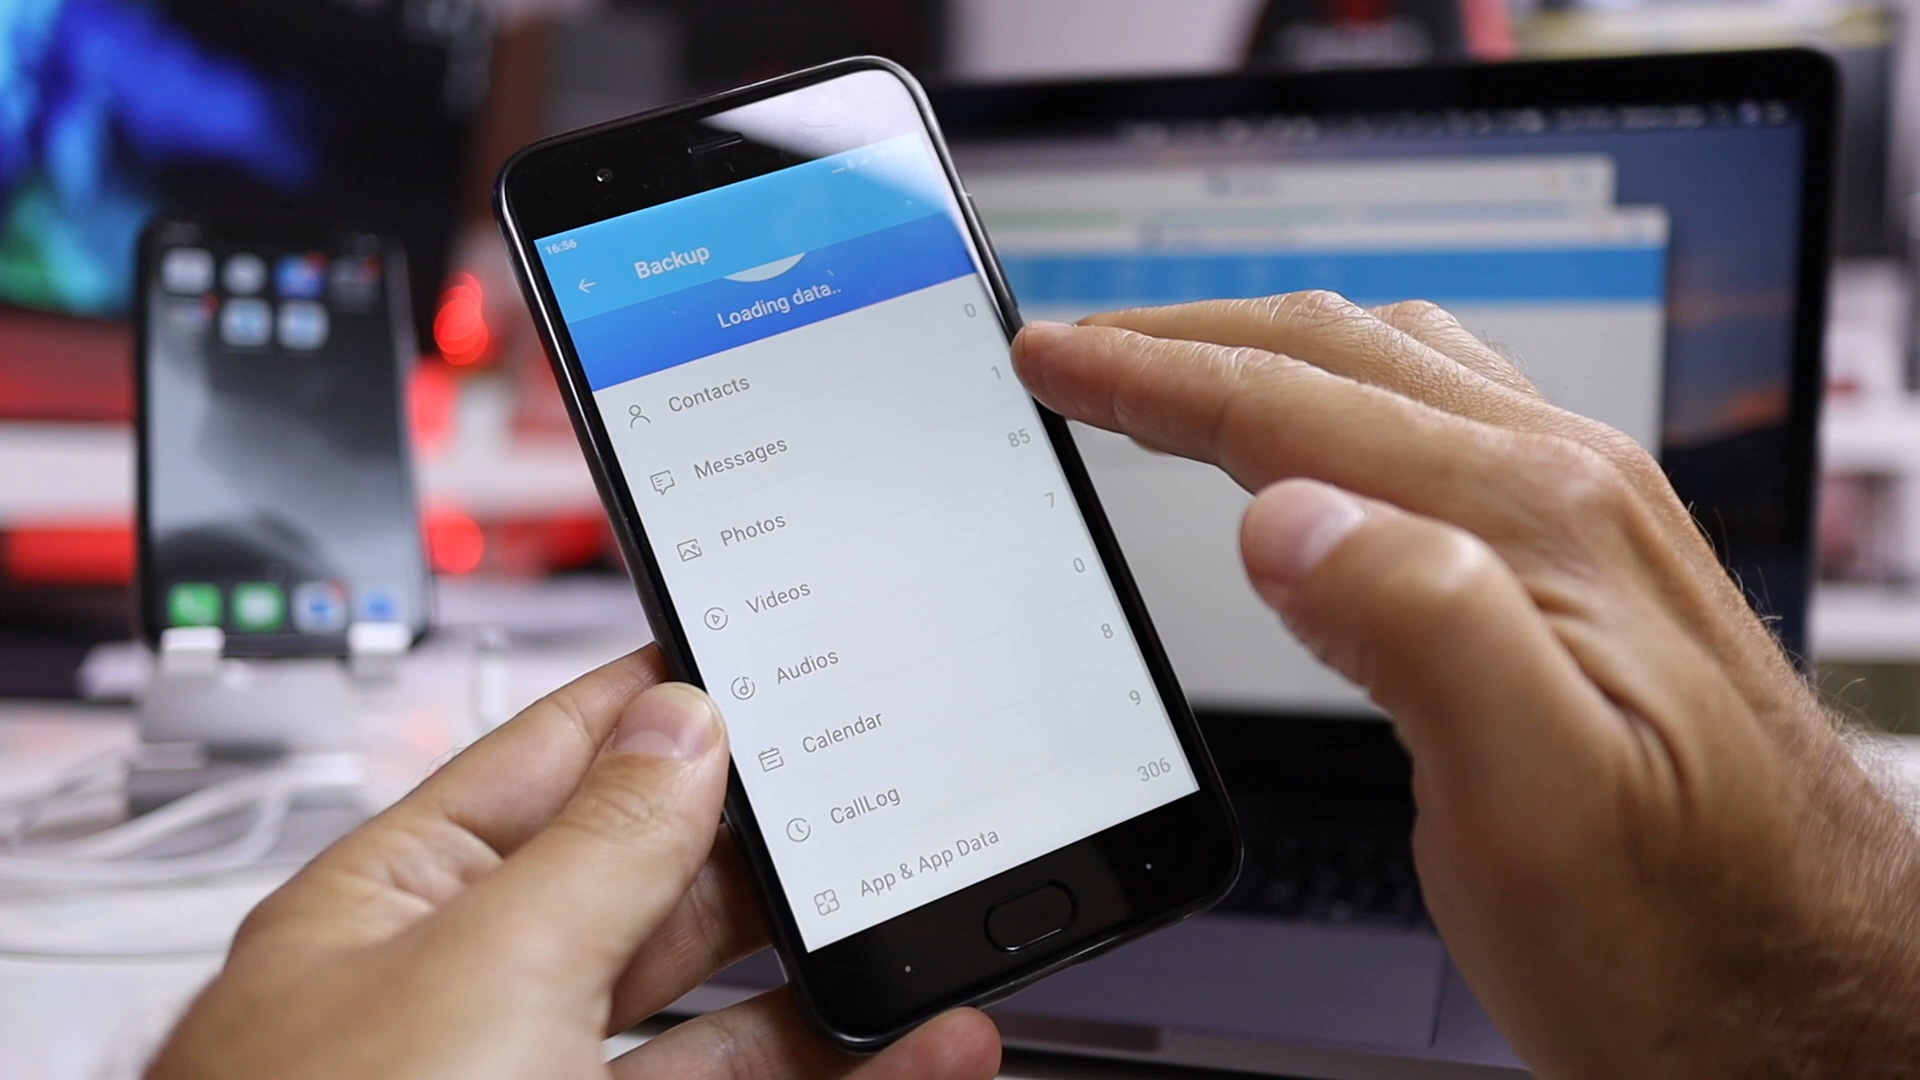 16:56
Backup
Loading data..
Contacts 0
Messages 1
Photos 85
Videos 7
Audios 0
Calendar 8
CallLog 9
App & App Data 306